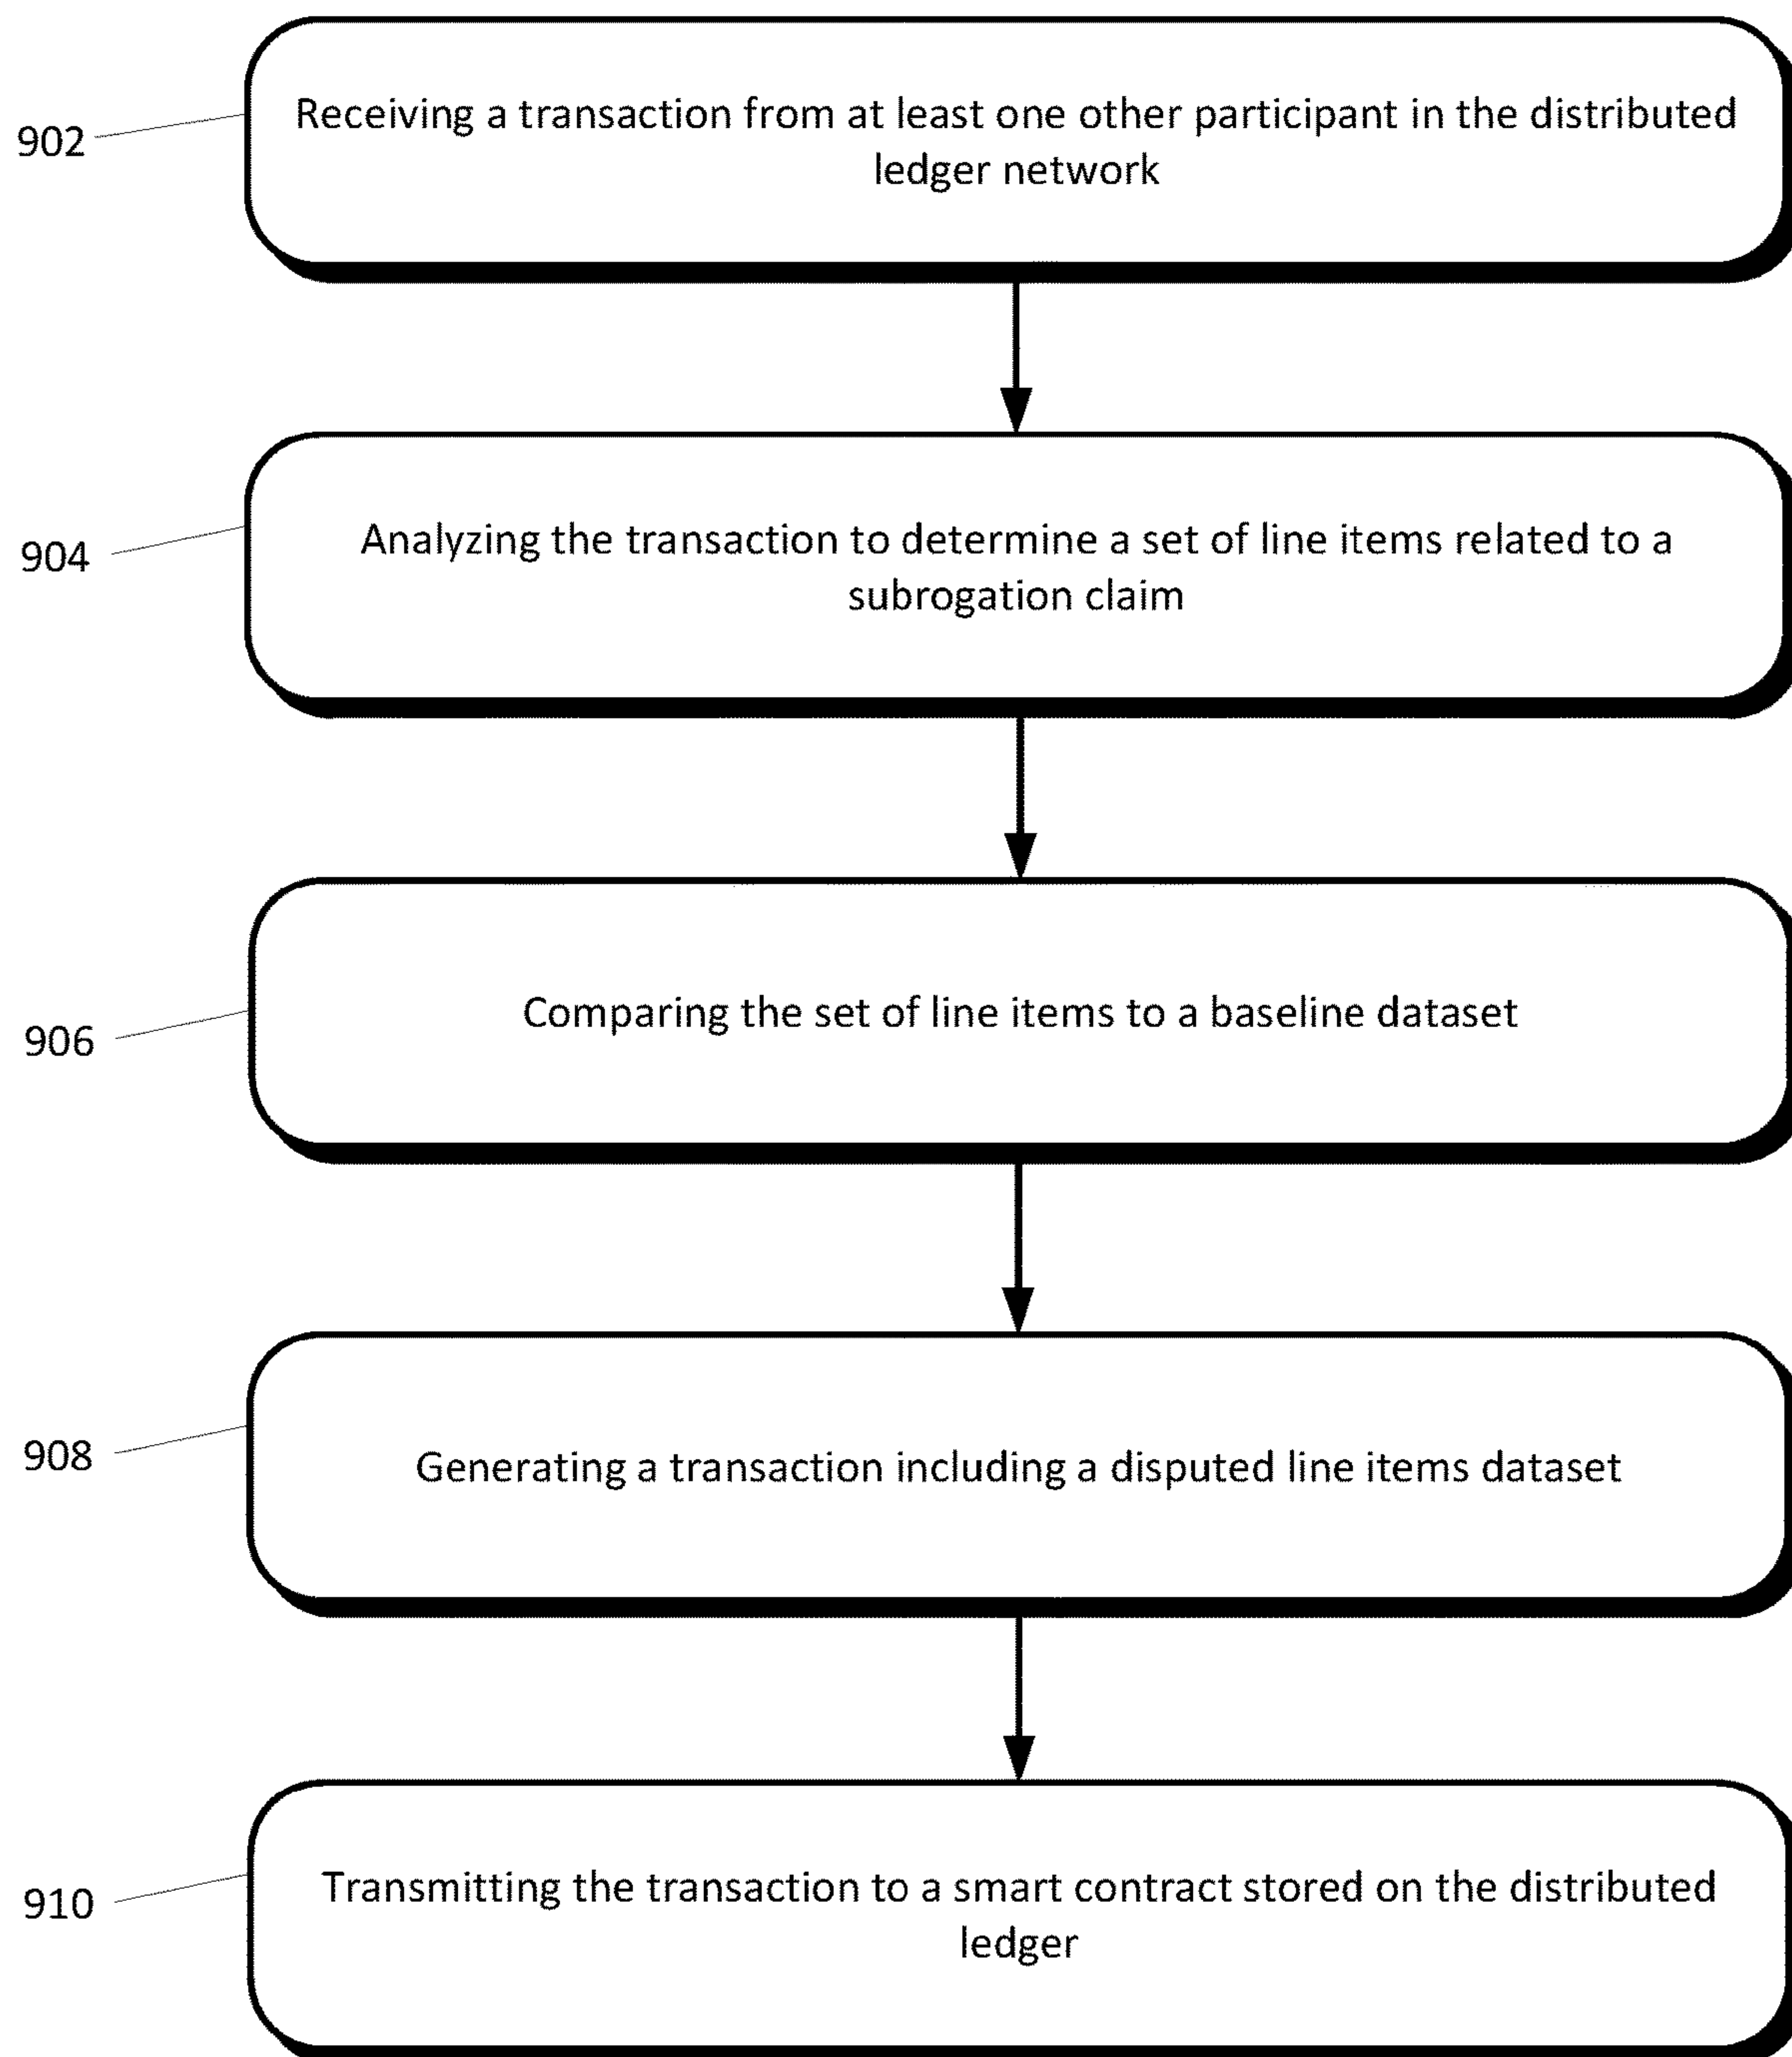 902
Receiving a transaction from at least one other participant in the distributed
ledger network
904
Analyzing the transaction to determine a set of line items related to a
subrogation claim
906
Comparing the set of line items to a baseline dataset
908
Generating a transaction including a disputed line items dataset
910
Transmitting the transaction to a smart contract stored on the distributed
ledger